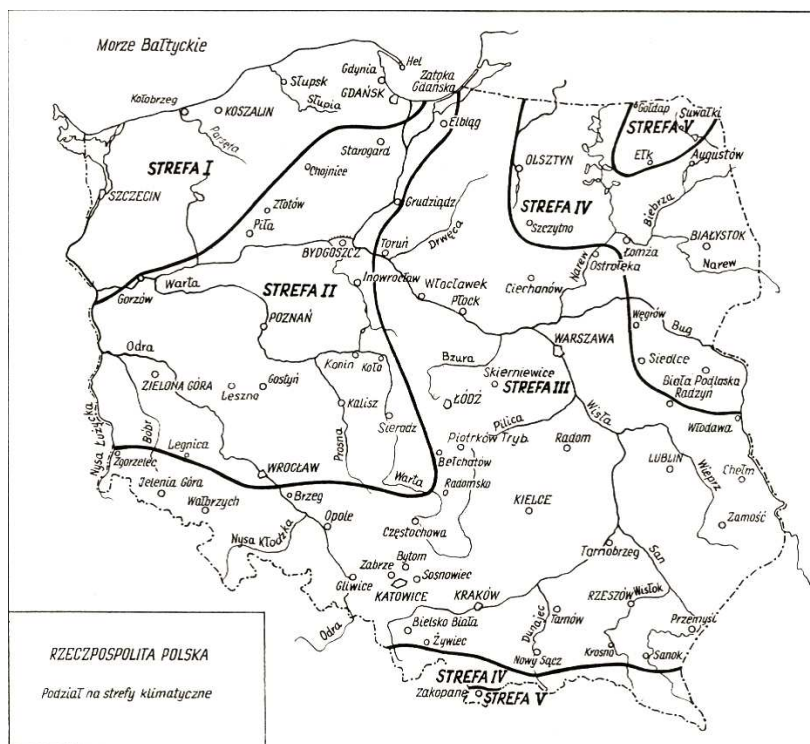 Morze Bałtyckie
Hel
Gdynia
Zatoka
Gdańska
Słupsk
GDAŃSK
Słupia
Kołobrzeg
KOSZALIN
Parsęta
Elbląg
Gołdap
Suwałki
STREFA V
Ełk
Augustów
Starogard
STREFA I
Chojnice
OLSZTYN
SZCZECIN
Złotów
Grudziądz
STREFA IV
Biebrza
Piła
Szczytno
Drwęca
BYDGOSZCZ
Toruń
Łomża
BIAŁYSTOK
Ostrołęka
Narew
Narew
Gorzów
Warta
Inowrocław
Włocławek
Ciechanów
STREFA II
Płock
POZNAŃ
Węgrów
Bug
WARSZAWA
Odra
Bzura
Konin
Koło
Siedlce
Skierniewice
Biała Podlaska
ZIELONA GÓRA
Leszno
Gostyń
STREFA III
Radzyń
Kalisz
ŁÓDŹ
Wisła
Włodawa
Nysa Łużycka
Bóbr
Prosna
Sieradz
Pilica
Piotrków Tryb.
Radom
Legnica
LUBLIN
Zgorzelec
WROCŁAW
Warta
Bełchatów
Wieprz
Chełm
Jelenia Góra
Brzeg
Radomsko
Wałbrzych
KIELCE
Zamość
Opole
Częstochowa
Nysa Kłodzka
Tarnobrzeg
San
Bytom
Zabrze
Sosnowiec
Gliwice
KATOWICE
KRAKÓW
RZESZÓW
Wisłok
Dunajec
Tarnów
Przemyśl
Odra
Bielsko Biała
Żywiec
Krosno
Nowy Sącz
Sanok
STREFA IV
Zakopane
STREFA V
RZECZPOSPOLITA POLSKA
Podział na strefy klimatyczne